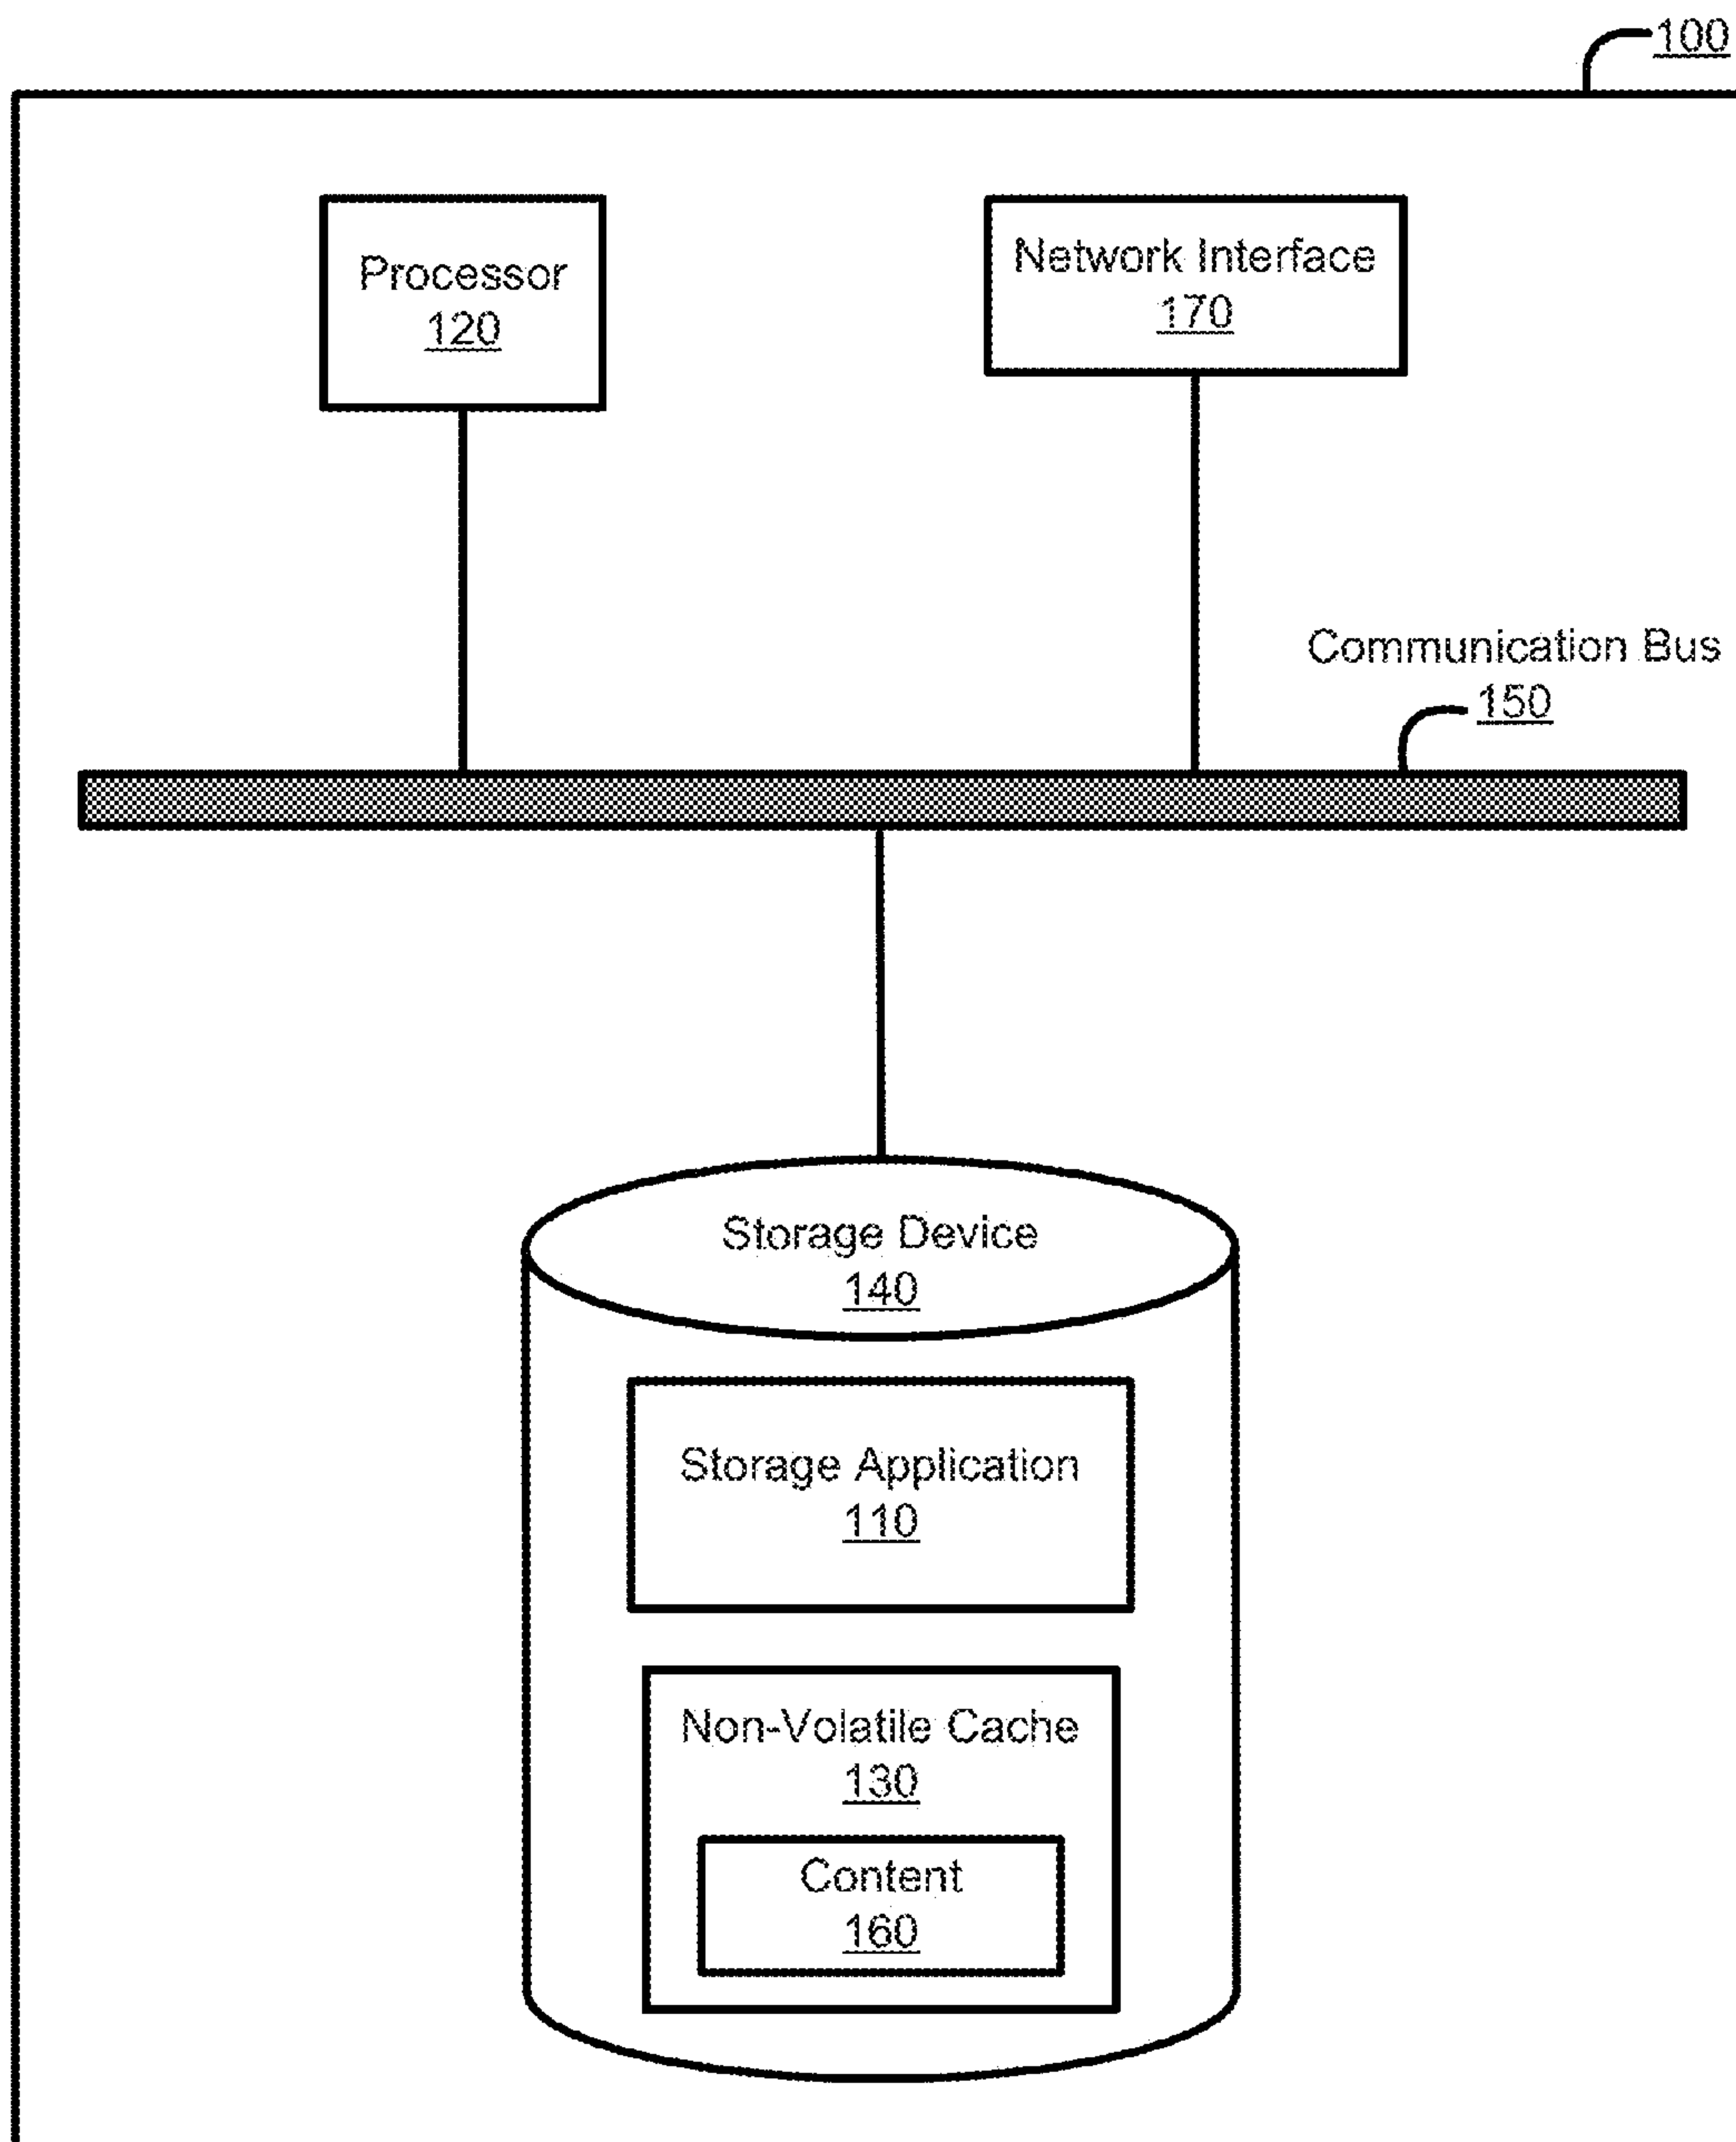 100
Processor
120
Network Interface
170
Communication Bus
150
Storage Device
140
Storage Application
110
Non-Volatile Cache
130
Content
160